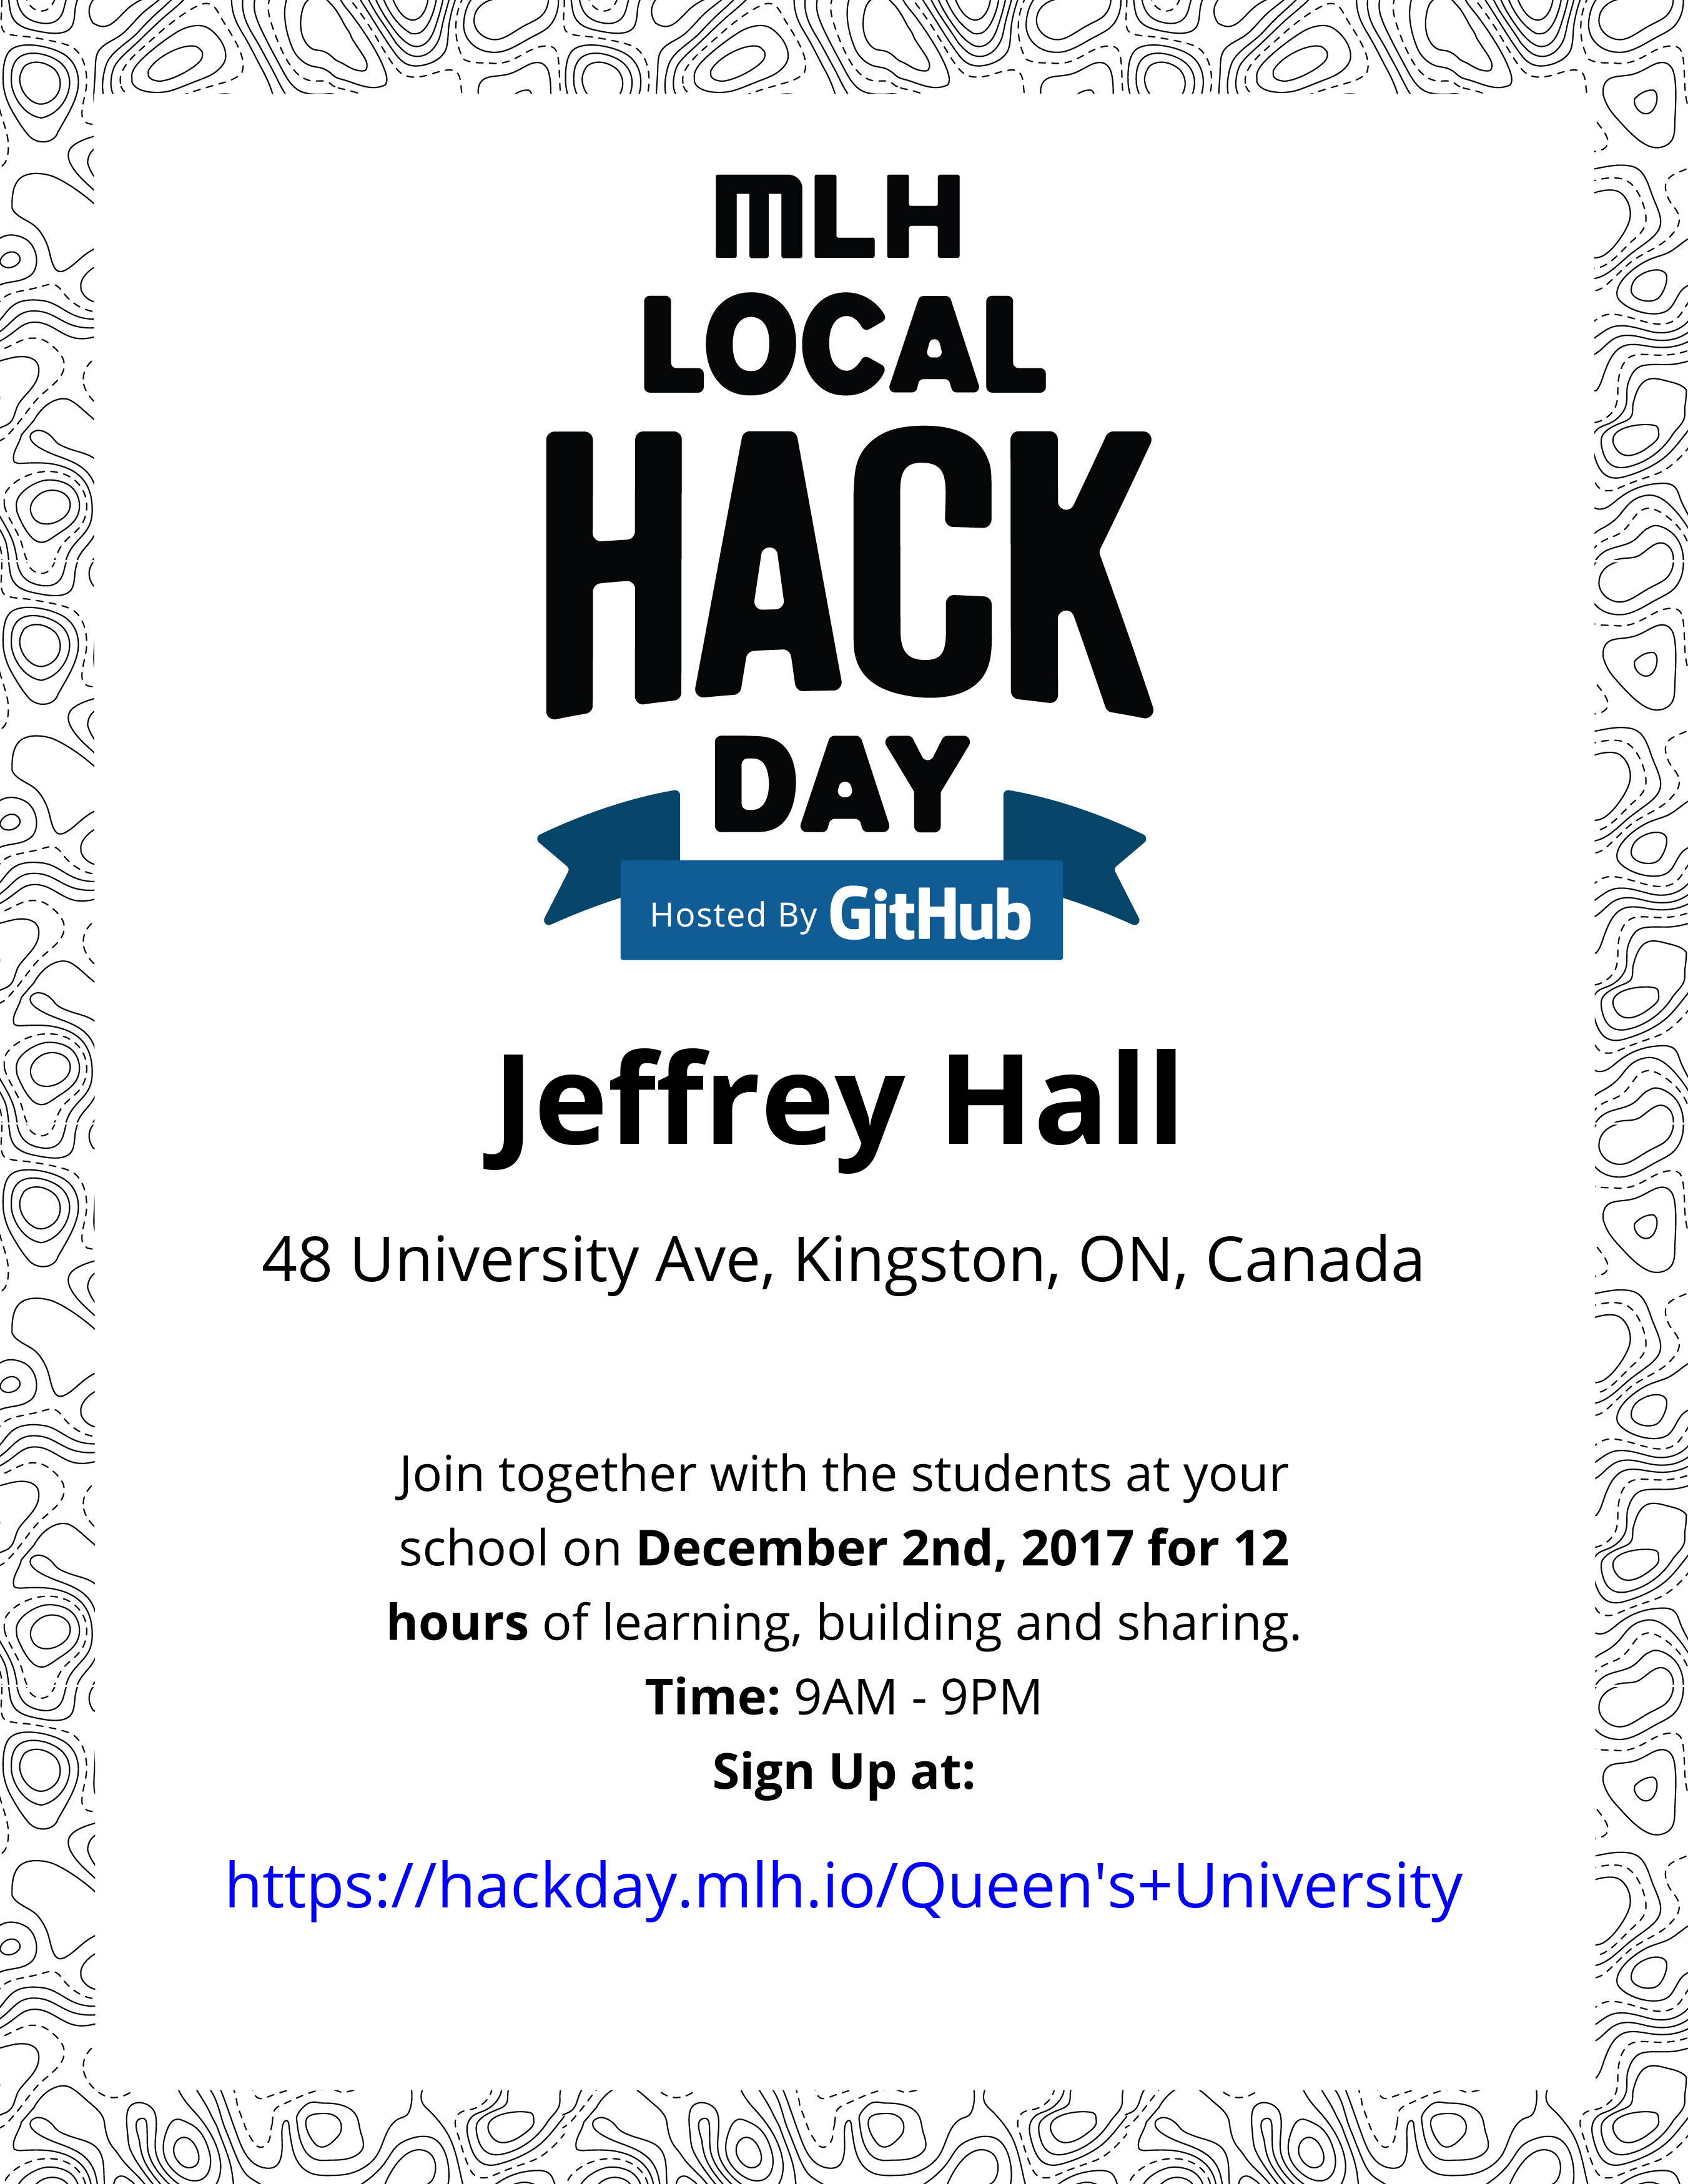 MLH
LOCAL
HACK
DAY
Hosted By GitHub
Jeffrey Hall
48 University Ave, Kingston, ON, Canada
Join together with the students at your
school on December 2nd, 2017 for 12
hours of learning, building and sharing.
Time: 9AM - 9PM
Sign Up at:
https://hackday.mlh.io/Queen's+University